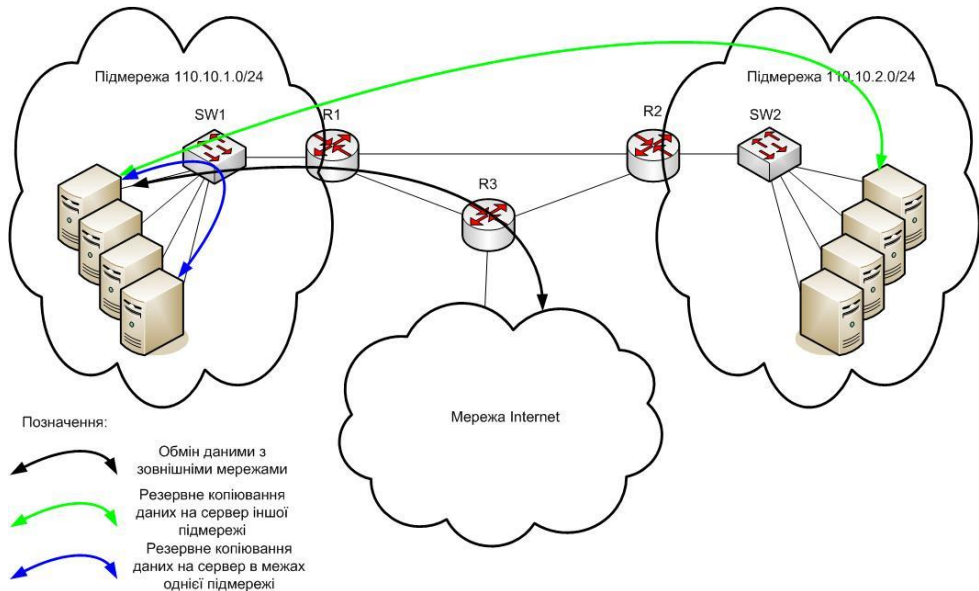 Підмережа 110.10.1.0/24
Підмережа 110.10.2.0/24
SW1
R1
R2
SW2
R3
Мережа Internet
Позначення:
Обмін даними з
зовнішніми мережами
Резервне копіювання
даних на сервер іншої
підмережі
Резервне копіювання
даних на сервер в межах
однієї підмережі